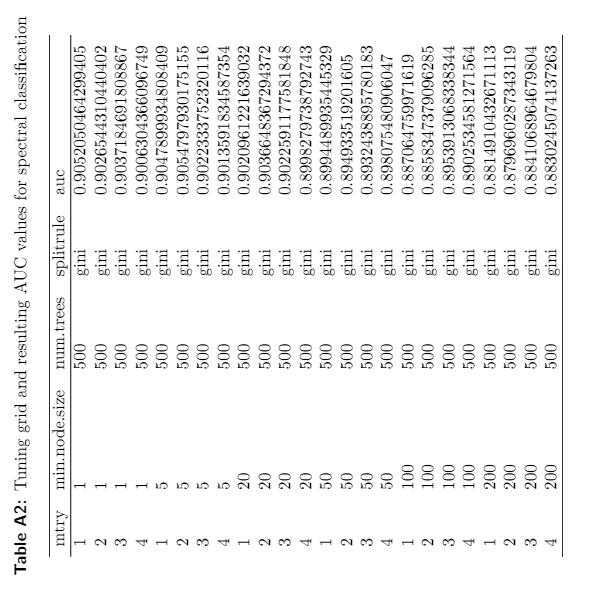 Table A2: Tuning grid and resulting AUC values for spectral classification
mtry min.node.size num.trees splitrule auc
1 1 500 gini 0.9052050464299405
2 1 500 gini 0.9026544310440402
3 1 500 gini 0.9037184691808867
4 1 500 gini 0.9006304366096749
1 5 500 gini 0.9047899934808409
2 5 500 gini 0.9054797930175155
3 5 500 gini 0.9022333752320116
4 5 500 gini 0.9013591834587354
1 20 500 gini 0.9020961221639032
2 20 500 gini 0.9036648367294372
3 20 500 gini 0.9022591177581848
4 20 500 gini 0.8998279738792743
1 50 500 gini 0.8994489935445329
2 50 500 gini 0.894933519201605
3 50 500 gini 0.8932438895780183
4 50 500 gini 0.898075480906047
1 100 500 gini 0.887064759971619
2 100 500 gini 0.8858347379096285
3 100 500 gini 0.8953913068338344
4 100 500 gini 0.8902534581271564
1 200 500 gini 0.8814910432671113
2 200 500 gini 0.8796960287343119
3 200 500 gini 0.8841068964679804
4 200 500 gini 0.8830245074137263